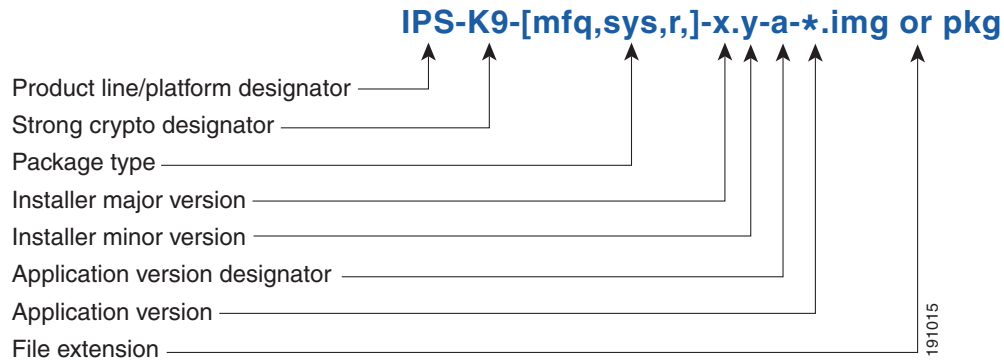 IPS-K9-[mfq,sys,r,]-x.y-a-*.img or pkg
Product line/platform designator
Strong crypto designator
Package type
Installer major version
Installer minor version
Application version designator
Application version
File extension
191015